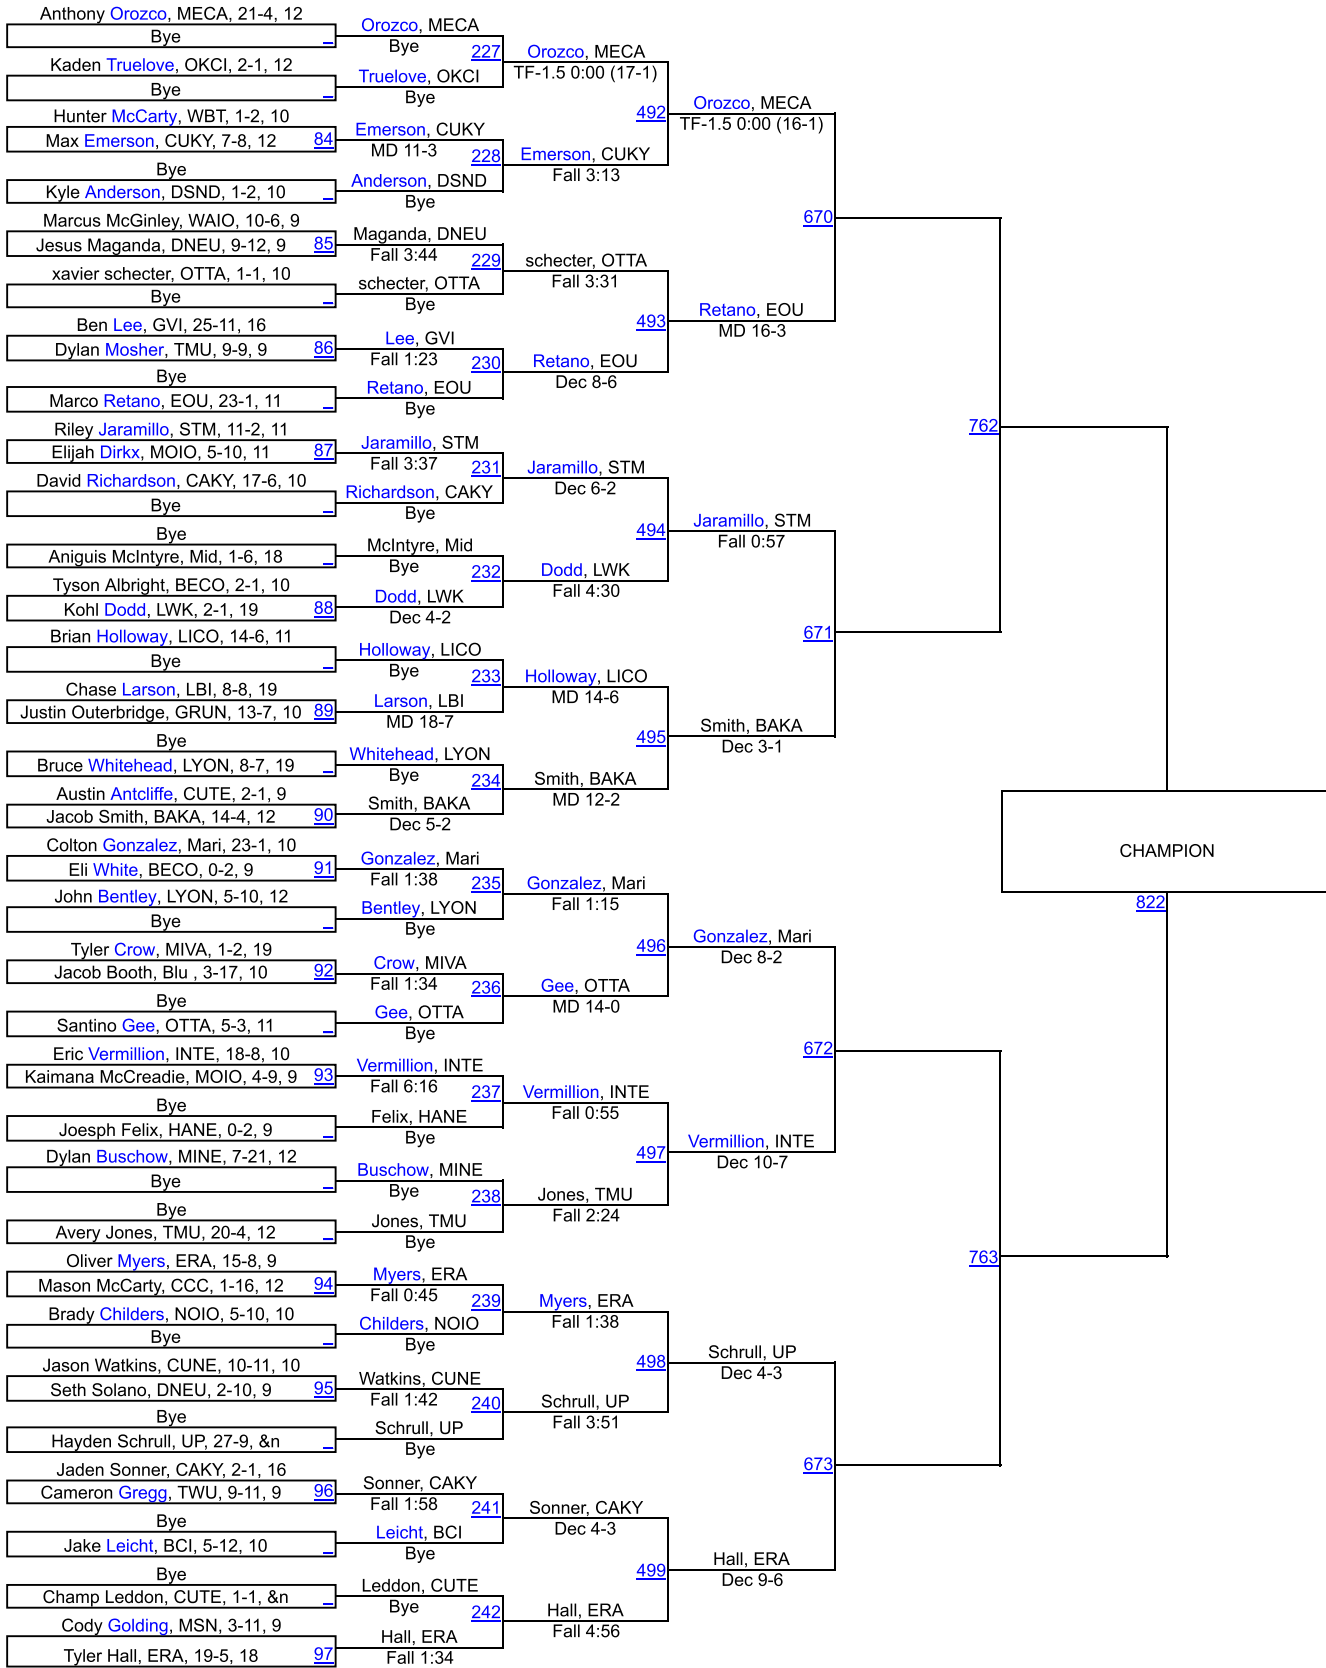 Anthony Orozco, MECA, 21-4, 12
Bye
Kaden Truelove, OKCI, 2-1, 12
Bye
Hunter McCarty, WBT, 1-2, 10
Max Emerson, CUKY, 7-8, 12 84
Bye
Kyle Anderson, DSND, 1-2, 10
Marcus McGinley, WAIO, 10-6, 9
Jesus Maganda, DNEU, 9-12, 9 85
xavier schecter, OTTA, 1-1, 10
Bye
Ben Lee, GVI, 25-11, 16
Dylan Mosher, TMU, 9-9, 9 86
Bye
Marco Retano, EOU, 23-1, 11
Riley Jaramillo, STM, 11-2, 11
Elijah Dirkx, MOIO, 5-10, 11 87
David Richardson, CAKY, 17-6, 10
Bye
Bye
Aniguis McIntyre, Mid, 1-6, 18
Tyson Albright, BECO, 2-1, 10
Kohl Dodd, LWK, 2-1, 19 88
Brian Holloway, LICO, 14-6, 11
Bye
Chase Larson, LBI, 8-8, 19
Justin Outerbridge, GRUN, 13-7, 10 89
Bye
Bruce Whitehead, LYON, 8-7, 19
Austin Antcliffe, CUTE, 2-1, 9
Jacob Smith, BAKA, 14-4, 12 90
Colton Gonzalez, Mari, 23-1, 10
Eli White, BECO, 0-2, 9 91
John Bentley, LYON, 5-10, 12
Bye
Tyler Crow, MIVA, 1-2, 19
Jacob Booth, Blu , 3-17, 10 92
Bye
Santino Gee, OTTA, 5-3, 11
Eric Vermillion, INTE, 18-8, 10
Kaimana McCreadie, MOIO, 4-9, 9 93
Bye
Joesph Felix, HANE, 0-2, 9
Dylan Buschow, MINE, 7-21, 12
Bye
Bye
Avery Jones, TMU, 20-4, 12
Oliver Myers, ERA, 15-8, 9
Mason McCarty, CCC, 1-16, 12 94
Brady Childers, NOIO, 5-10, 10
Bye
Jason Watkins, CUNE, 10-11, 10
Seth Solano, DNEU, 2-10, 9 95
Bye
Hayden Schrull, UP, 27-9, &n
Jaden Sonner, CAKY, 2-1, 16
Cameron Gregg, TWU, 9-11, 9 96
Bye
Jake Leicht, BCI, 5-12, 10
Bye
Champ Leddon, CUTE, 1-1, &n
Cody Golding, MSN, 3-11, 9
Tyler Hall, ERA, 19-5, 18 97
Orozco, MECA
Bye
227
Truelove, OKCI
Bye
Emerson, CUKY
MD 11-3
228
Anderson, DSND
Bye
Maganda, DNEU
Fall 3:44
229
schecter, OTTA
Bye
Lee, GVI
Fall 1:23
230
Retano, EOU
Bye
Jaramillo, STM
Fall 3:37
231
Richardson, CAKY
Bye
McIntyre, Mid
Bye
232
Dodd, LWK
Dec 4-2
Holloway, LICO
Bye
233
Larson, LBI
MD 18-7
Whitehead, LYON
Bye
234
Smith, BAKA
Dec 5-2
Gonzalez, Mari
Fall 1:38
235
Bentley, LYON
Bye
Crow, MIVA
Fall 1:34
236
Gee, OTTA
Bye
Vermillion, INTE
Fall 6:16
237
Felix, HANE
Bye
Buschow, MINE
Bye
238
Jones, TMU
Bye
Myers, ERA
Fall 0:45
239
Childers, NOIO
Bye
Watkins, CUNE
Fall 1:42
240
Schrull, UP
Bye
Sonner, CAKY
Fall 1:58
241
Leicht, BCI
Bye
Leddon, CUTE
Bye
242
Hall, ERA
Fall 1:34
Orozco, MECA
TF-1.5 0:00 (17-1)
492
Emerson, CUKY
Fall 3:13
schecter, OTTA
Fall 3:31
493
Retano, EOU
Dec 8-6
Jaramillo, STM
Dec 6-2
494
Dodd, LWK
Fall 4:30
Holloway, LICO
MD 14-6
495
Smith, BAKA
MD 12-2
Gonzalez, Mari
Fall 1:15
496
Gee, OTTA
MD 14-0
Vermillion, INTE
Fall 0:55
497
Jones, TMU
Fall 2:24
Myers, ERA
Fall 1:38
498
Schrull, UP
Fall 3:51
Sonner, CAKY
Dec 4-3
499
Hall, ERA
Fall 4:56
Orozco, MECA
TF-1.5 0:00 (16-1)
670
Retano, EOU
MD 16-3
Jaramillo, STM
Fall 0:57
671
Smith, BAKA
Dec 3-1
Gonzalez, Mari
Dec 8-2
672
Vermillion, INTE
Dec 10-7
Schrull, UP
Dec 4-3
673
Hall, ERA
Dec 9-6
762
763
CHAMPION
822